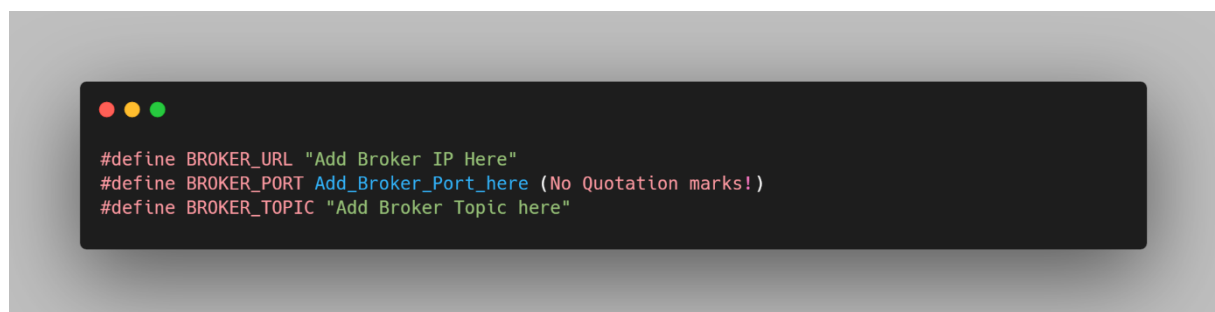 #define BROKER_URL "Add Broker IP Here"
#define BROKER_PORT Add_Broker_Port_here (No Quotation marks!)
#define BROKER_TOPIC "Add Broker Topic here"